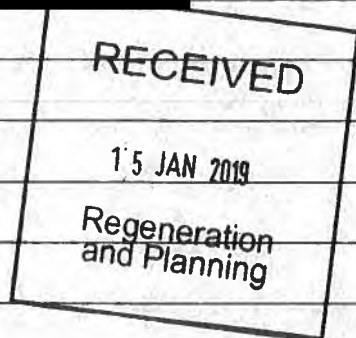 RECEIVED
15 JAN 2019
Regeneration
and Planning